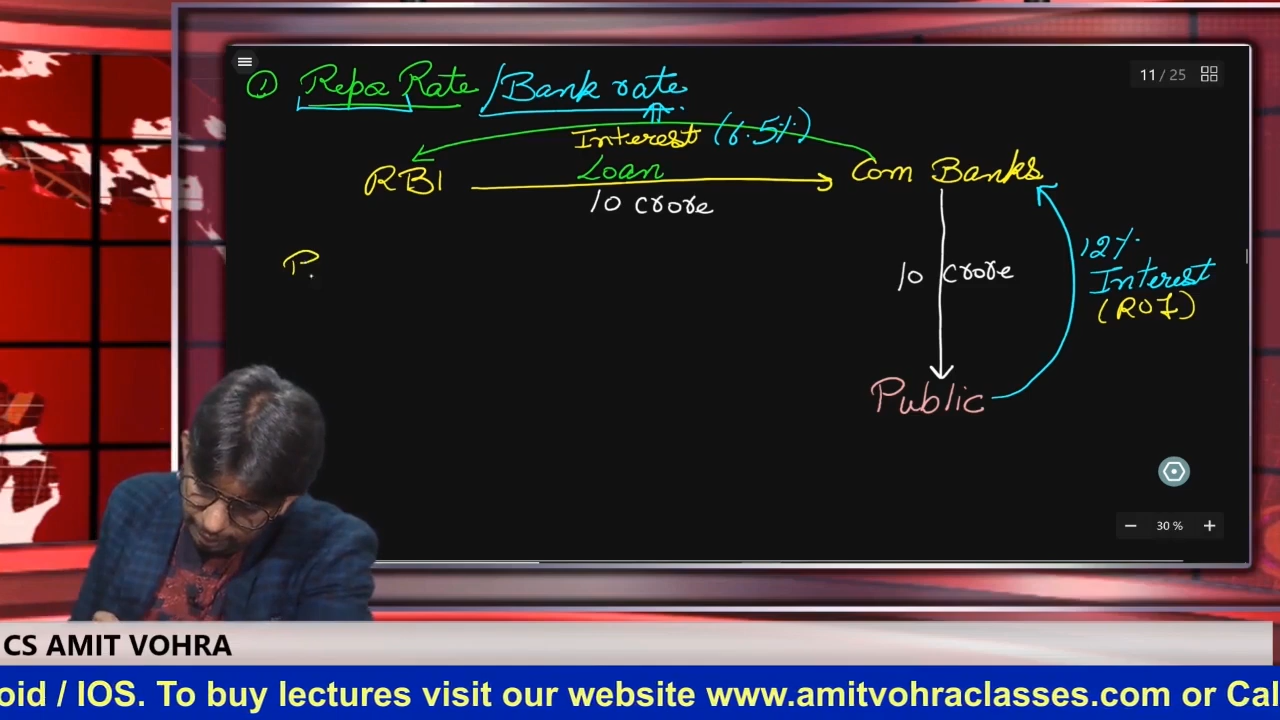 ① Repo Rate / Bank rate
11 / 25
Interest (6.5%)
RBI
Loan
Com Banks
10 crore
P.
10 crore
12%
Interest
(ROI)
Public
30 %
CS AMIT VOHRA
oid / IOS. To buy lectures visit our website www.amitvohraclasses.com or Cal